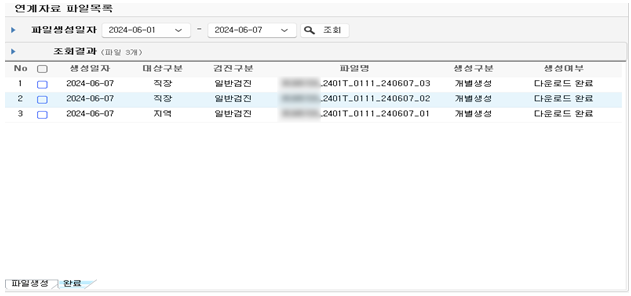 연계자료 파일목록
파일생성일자 2024-06-01 - 2024-06-07 조회
조회결과 (파일 3개)
No 생성일자 대상구분 검진구분 파일명 생성구분 생성여부
1 2024-06-07 직장 일반검진 _2401T_0111_240607_03 개별생성 다운로드 완료
2 2024-06-07 직장 일반검진 _2401T_0111_240607_02 개별생성 다운로드 완료
3 2024-06-07 지역 일반검진 _2401T_0111_240607_01 개별생성 다운로드 완료
파일생성 완료